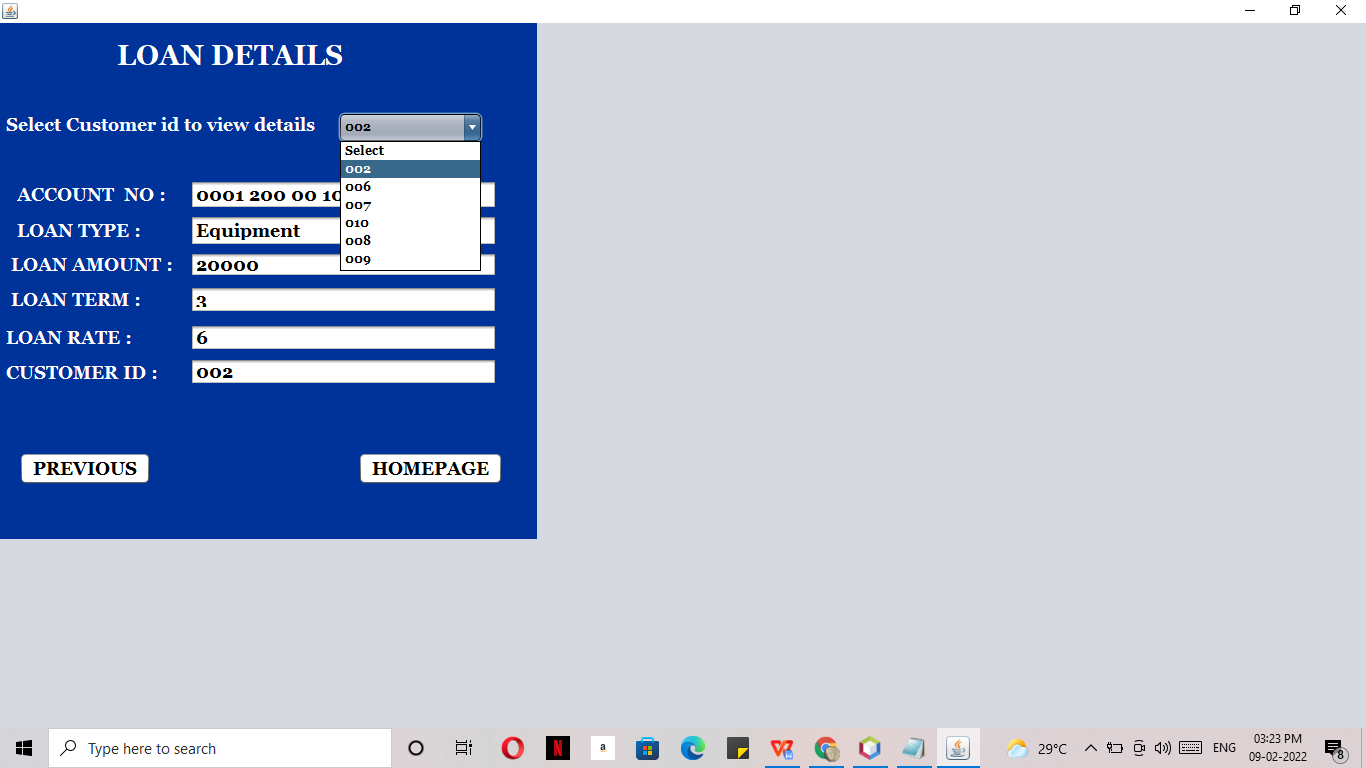 LOAN DETAILS
Select Customer id to view details 002
Select
002
006
007
010
008
009
ACCOUNT NO : 0001 200 00 10
LOAN TYPE : Equipment
LOAN AMOUNT : 20000
LOAN TERM : 3
LOAN RATE : 6
CUSTOMER ID : 002
PREVIOUS HOMEPAGE
Type here to search N a W 29°C ENG 03:23 PM
09-02-2022 8